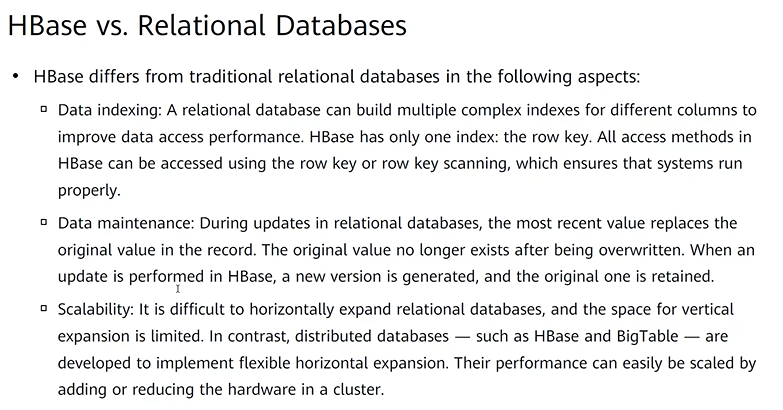 HBase vs. Relational Databases
• HBase differs from traditional relational databases in the following aspects:
▫ Data indexing: A relational database can build multiple complex indexes for different columns to
improve data access performance. HBase has only one index: the row key. All access methods in
HBase can be accessed using the row key or row key scanning, which ensures that systems run
properly.
▫ Data maintenance: During updates in relational databases, the most recent value replaces the
original value in the record. The original value no longer exists after being overwritten. When an
update is performed in HBase, a new version is generated, and the original one is retained.
▫ Scalability: It is difficult to horizontally expand relational databases, and the space for vertical
expansion is limited. In contrast, distributed databases — such as HBase and BigTable — are
developed to implement flexible horizontal expansion. Their performance can easily be scaled by
adding or reducing the hardware in a cluster.